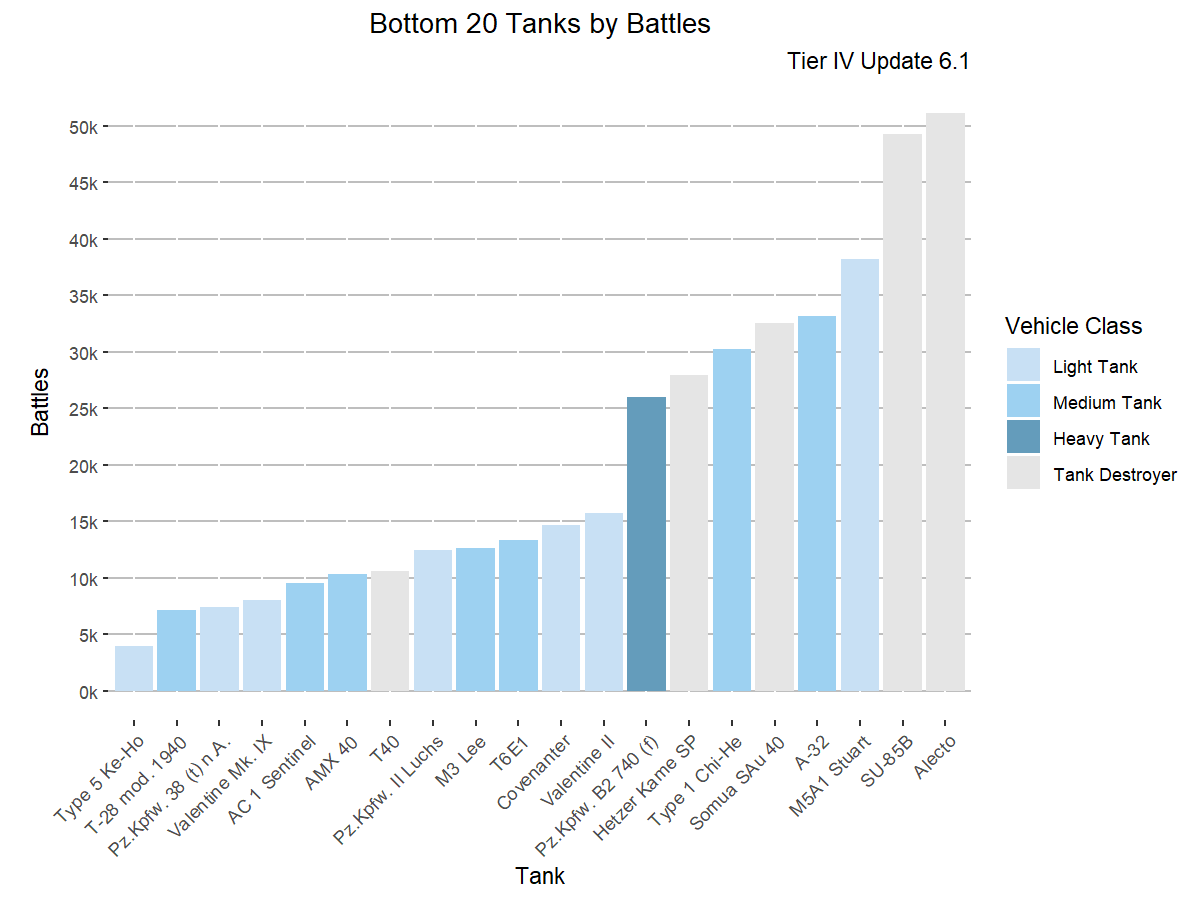 Bottom 20 Tanks by Battles
Tier IV Update 6.1
Battles
50k
45k
40k
35k
30k
25k
20k
15k
10k
5k
0k
Type 5 Ke-Ho
T-28 mod. 1940
Pz.Kpfw. 38 (t) n.A.
Valentine Mk. IX
AC 1 Sentinel
AMX 40
T40
Pz.Kpfw. II Luchs
M3 Lee
T6E1
Covenanter
Valentine II
Pz.Kpfw. B2 740 (f)
Hetzer Kame SP
Type 1 Chi-He
Somua SAu 40
A-32
M5A1 Stuart
SU-85B
Alecto
Tank
Vehicle Class
Light Tank
Medium Tank
Heavy Tank
Tank Destroyer